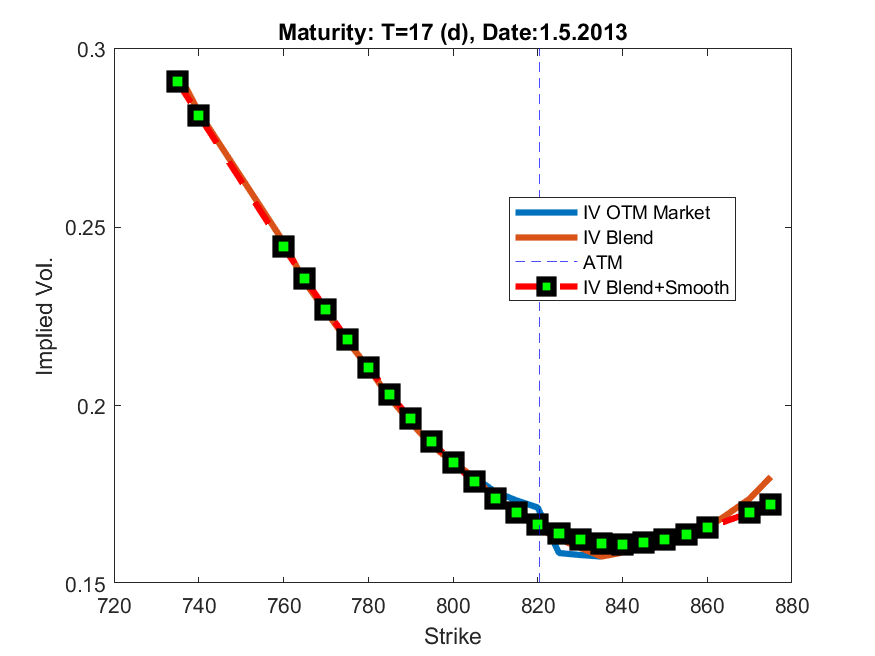 Maturity: T=17 (d), Date:1.5.2013
0.3
0.25
0.2
0.15
Implied Vol.
IV OTM Market
IV Blend
ATM
IV Blend+Smooth
720 740 760 780 800 820 840 860 880
Strike